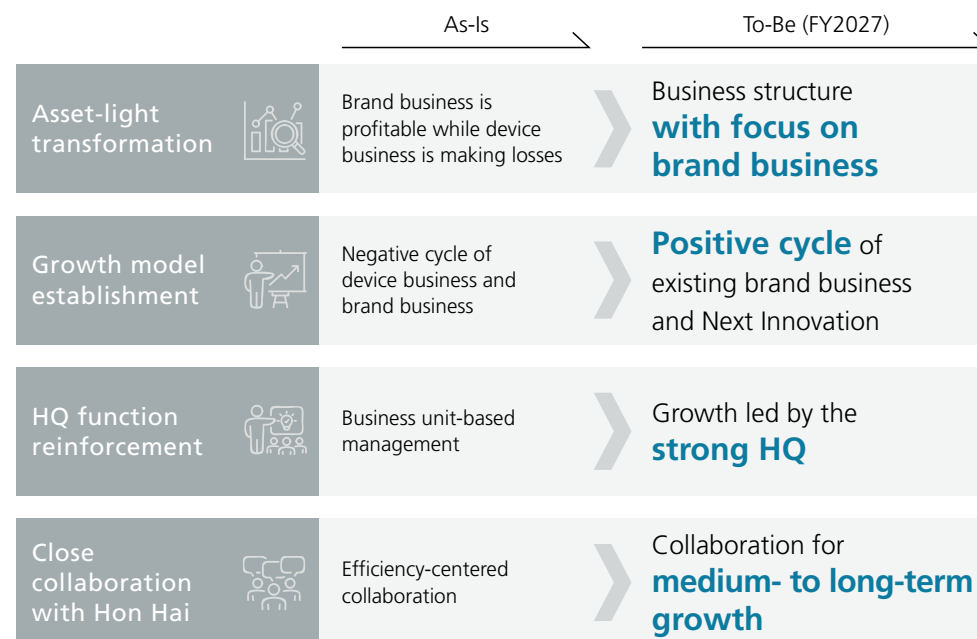 As-Is
To-Be (FY2027)
Asset-light
transformation
Brand business is
profitable while device
business is making losses
Business structure
with focus on
brand business
Growth model
establishment
Negative cycle of
device business and
brand business
Positive cycle of
existing brand business
and Next Innovation
HQ function
reinforcement
Business unit-based
management
Growth led by the
strong HQ
Close
collaboration
with Hon Hai
Efficiency-centered
collaboration
Collaboration for
medium- to long-term
growth